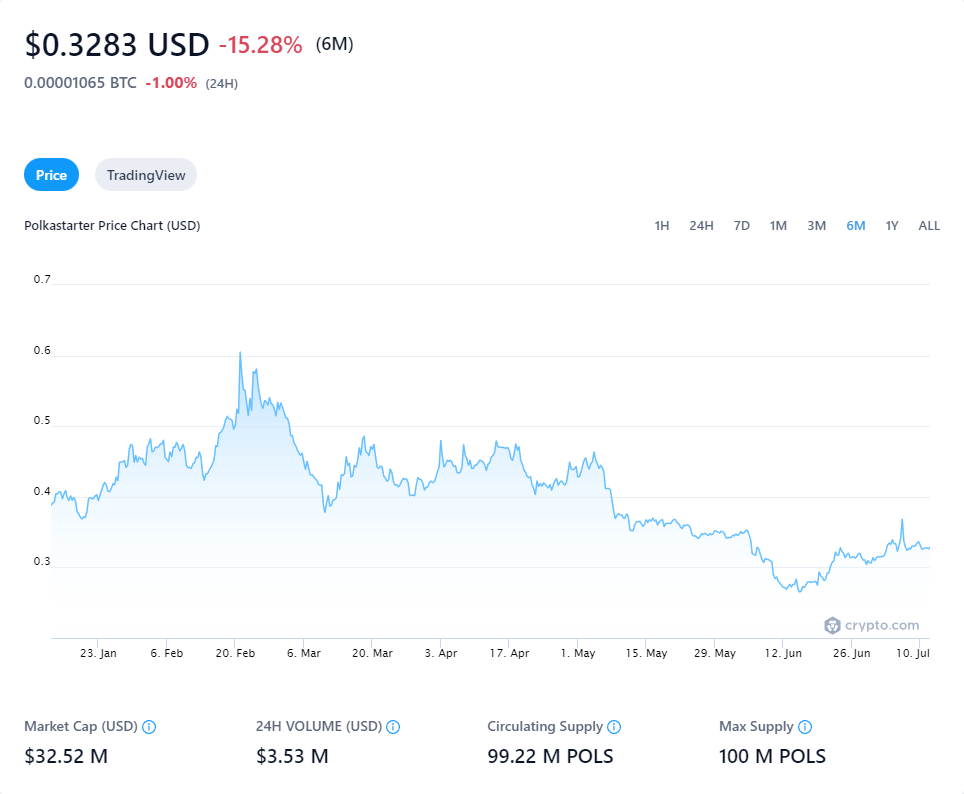 $0.3283 USD -15.28% (6M)
0.00001065 BTC -1.00% (24H)
Price TradingView
Polkastarter Price Chart (USD) 1H 24H 7D 1M 3M 6M 1Y ALL
0.7
0.6
0.5
0.4
0.3
crypto.com
23. Jan 6. Feb 20. Feb 6. Mar 20. Mar 3. Apr 17. Apr 1. May 15. May 29. May 12. Jun 26. Jun 10. Jul
Market Cap (USD) 24H VOLUME (USD) Circulating Supply Max Supply
$32.52 M $3.53 M 99.22 M POLS 100 M POLS